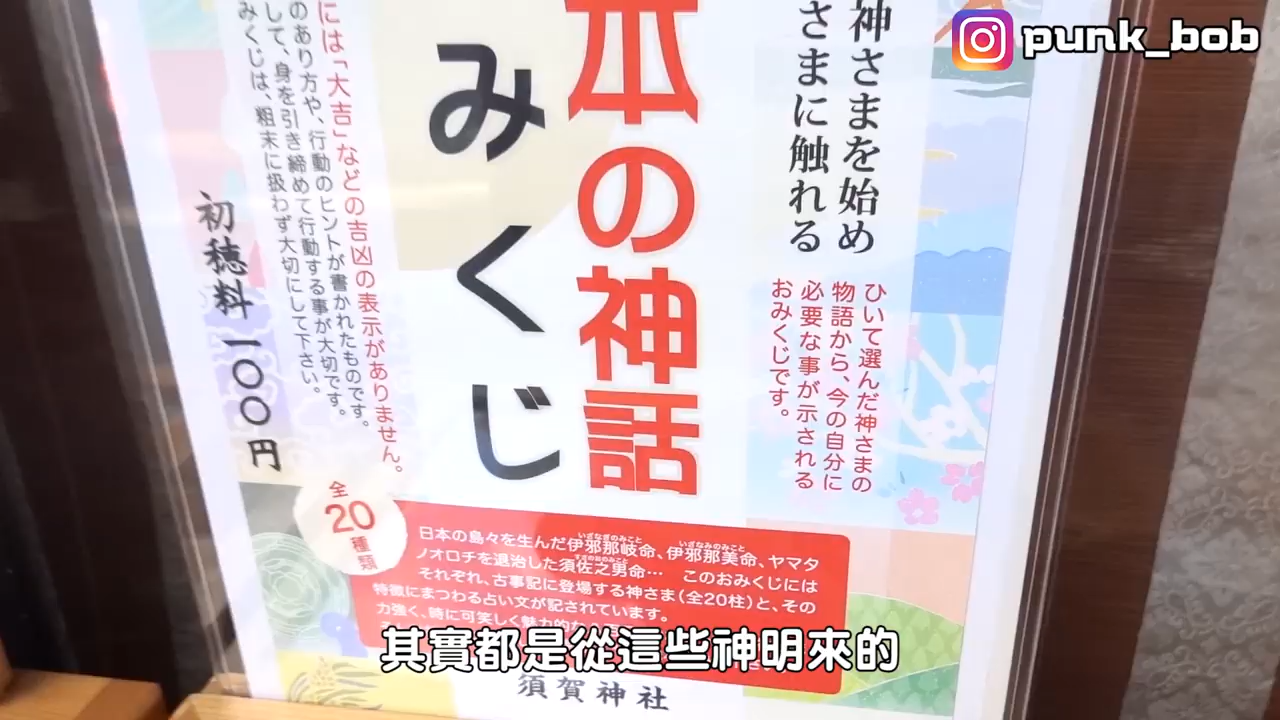 punk_bob
神さまを始め
さまに触れる
ひいて選んだ神さまの
物語から、今の自分に
必要な事が示される
おみくじです。
本の神話
みくじ
には「大吉」などの吉凶の表示がありません。
のあり方や、行動のヒントが書かれたものです。
して、身を引き締めて行動する事が大切です。
みくじは、粗末に扱わず大切にして下さい。
初穂料 一〇〇円
全
20
種類
日本の島々を生んだ伊邪那岐命、伊邪那美命、ヤマタ
ノオロチを退治した須佐之男命… このおみくじには
それぞれ、古事記に登場する神さま(全20柱)と、その
特徴にまつわる占い文が記されています。
力強く、時に可笑しく魅力的な
其實都是從這些神明來的
須賀神社